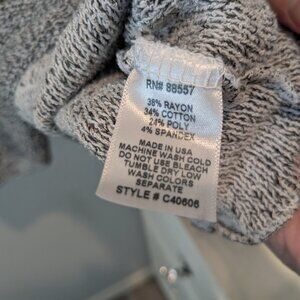 RN# 88557
38% RAYON
34% COTTON
24% POLY
4% SPANDEX
MADE IN USA
MACHINE WASH COLD
DO NOT USE BLEACH
TUMBLE DRY LOW
WASH COLORS
SEPARATE
STYLE # C40606